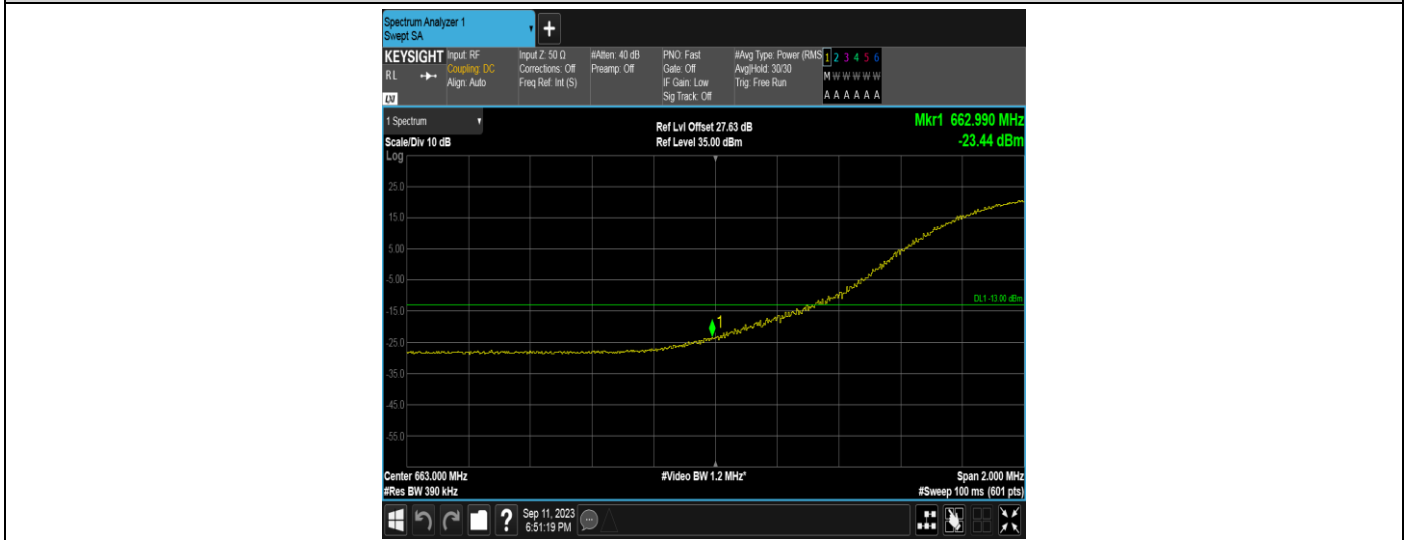 Spectrum Analyzer 1
Swept SA
+
KEYSIGHT
RL
LXI
Input: RF
Coupling: DC
Align: Auto
Input Z: 50 Ω
Corrections: Off
Freq Ref: Int (S)
#Atten: 40 dB
Preamp: Off
PNO: Fast
Gate: Off
IF Gain: Low
Sig Track: Off
#Avg Type: Power (RMS
Avg|Hold: 30/30
Trig: Free Run
1 2 3 4 5 6
M W W W W W
A A A A A A
1 Spectrum
Scale/Div 10 dB
Log
Ref Lvl Offset 27.63 dB
Ref Level 35.00 dBm
Mkr1 662.990 MHz
-23.44 dBm
25.0
15.0
5.00
-5.00
DL1 -13.00 dBm
-15.0
1
-25.0
-35.0
-45.0
-55.0
Center 663.000 MHz
#Res BW 390 kHz
#Video BW 1.2 MHz*
Span 2.000 MHz
#Sweep 100 ms (601 pts)
?
Sep 11, 2023
6:51:19 PM